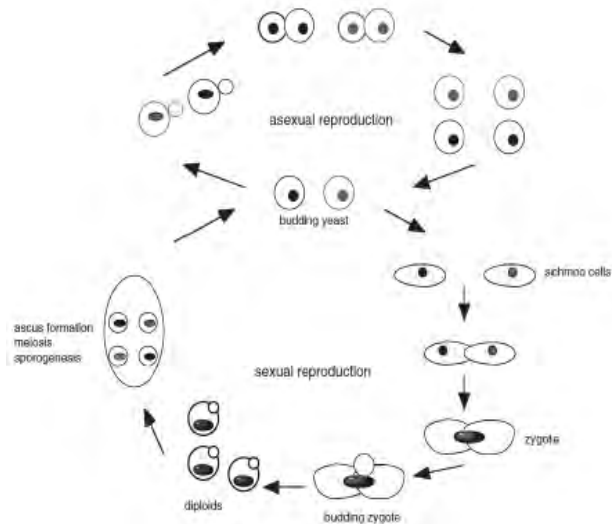 asexual reproduction
budding yeast
schmoo cells
ascus formation
meiosis
sporogenesis
sexual reproduction
zygote
diploids
budding zygote